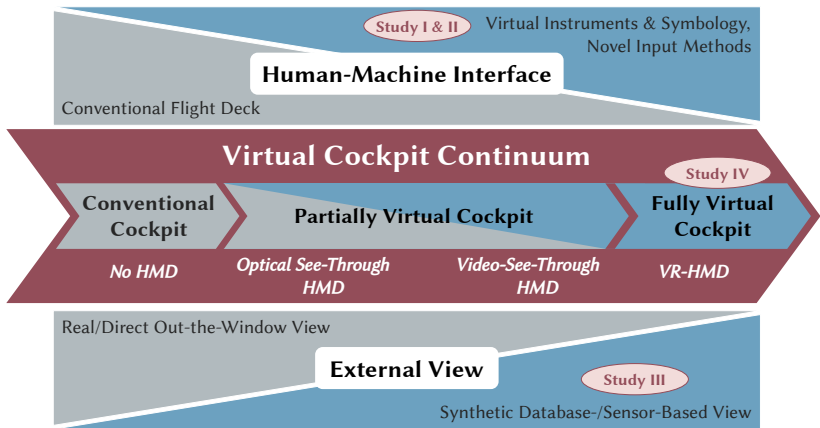 Study I & II
Virtual Instruments & Symbology,
Novel Input Methods
Human-Machine Interface
Conventional Flight Deck
Virtual Cockpit Continuum
Study IV
Conventional
Cockpit
Partially Virtual Cockpit
Fully Virtual
Cockpit
No HMD
Optical See-Through
HMD
Video-See-Through
HMD
VR-HMD
Real/Direct Out-the-Window View
External View
Study III
Synthetic Database-/Sensor-Based View